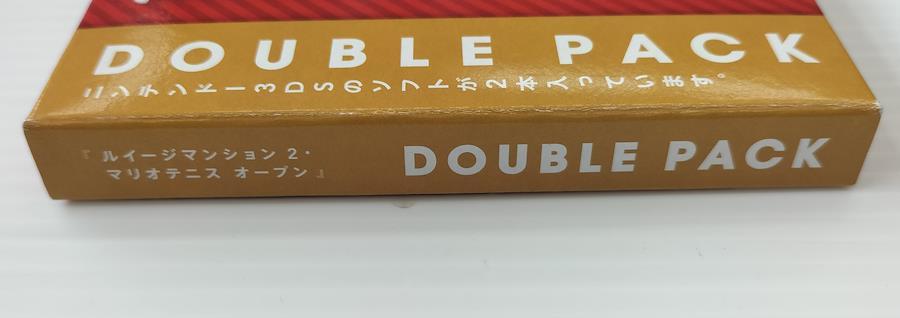 DOUBLE PACK
ニンテンドー3DSのソフトが2本入っています。
『ルイージマンション 2・
マリオテニス オープン』
DOUBLE PACK